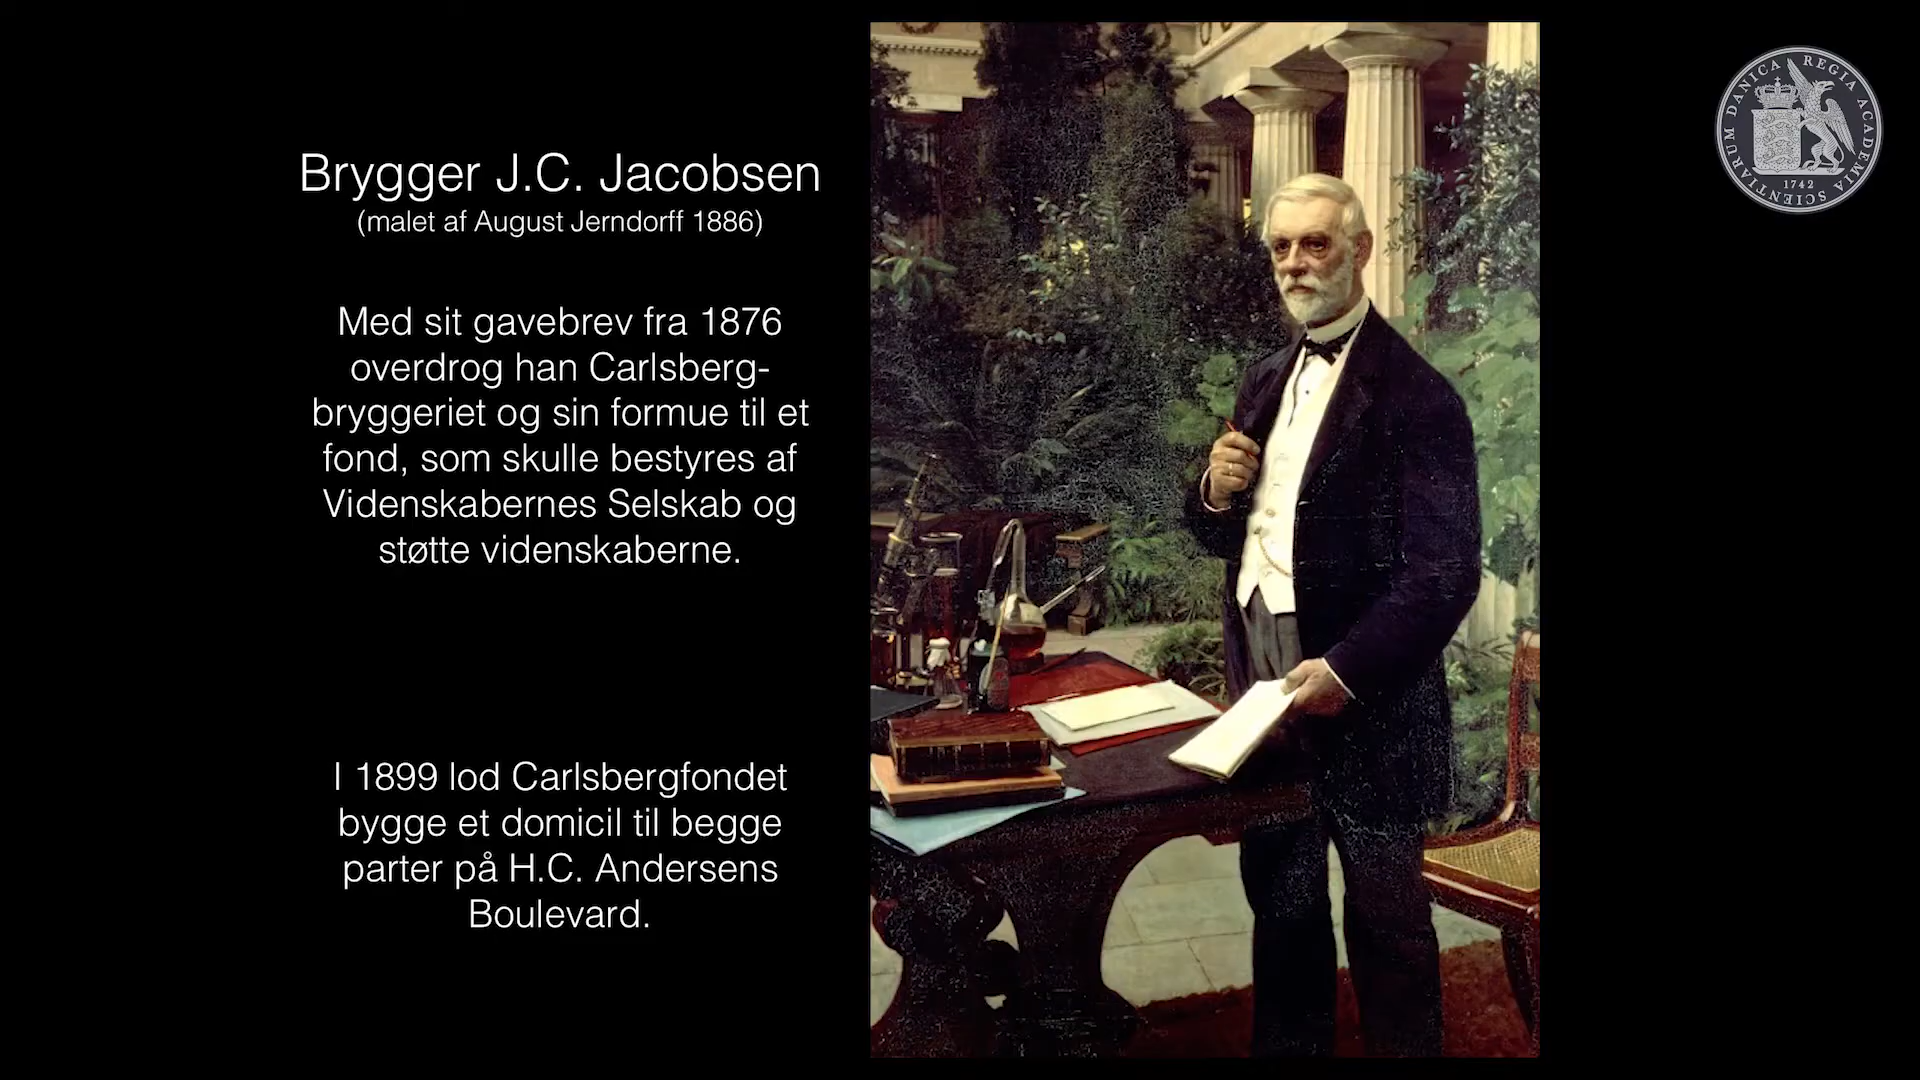 Brygger J.C. Jacobsen
(malet af August Jerndorff 1886)
Med sit gavebrev fra 1876
overdrog han Carlsberg-
bryggeriet og sin formue til et
fond, som skulle bestyres af
Videnskabernes Selskab og
støtte videnskaberne.
I 1899 lod Carlsbergfondet
bygge et domicil til begge
parter på H.C. Andersens
Boulevard.
REGIA ACADEMIA SCIENTIARUM DANICA
1742